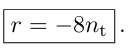 r = −8n_t .